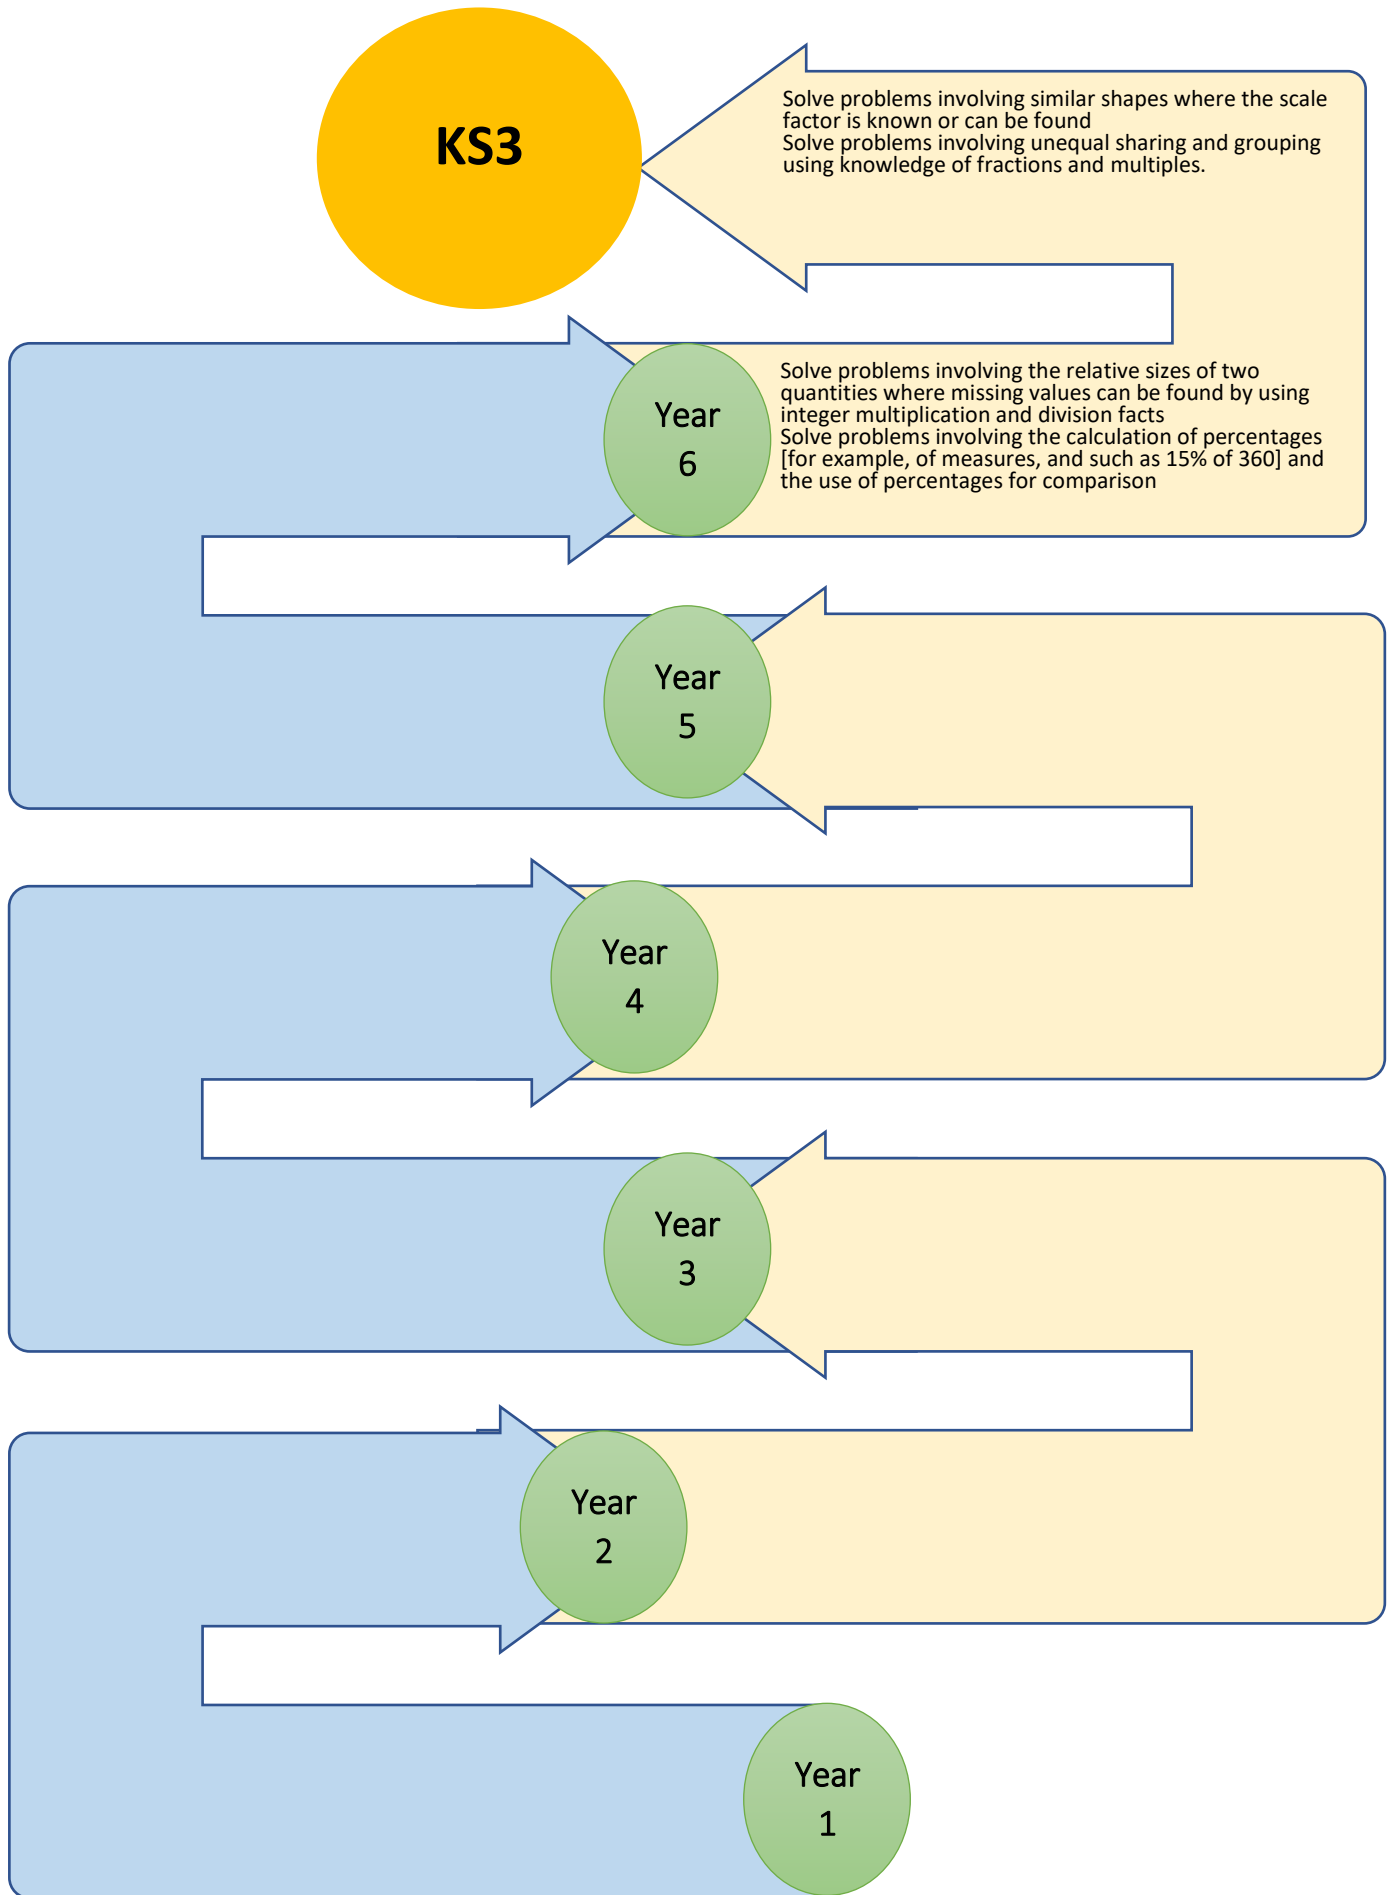 KS3
Solve problems involving similar shapes where the scale
factor is known or can be found
Solve problems involving unequal sharing and grouping
using knowledge of fractions and multiples.
Year
6
Solve problems involving the relative sizes of two
quantities where missing values can be found by using
integer multiplication and division facts
Solve problems involving the calculation of percentages
[for example, of measures, and such as 15% of 360] and
the use of percentages for comparison
Year
5
Year
4
Year
3
Year
2
Year
1